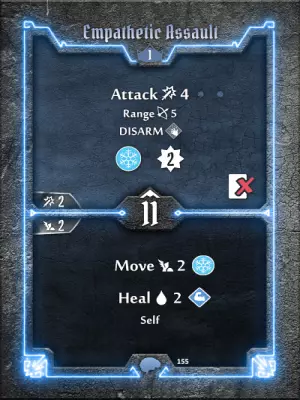 Empathetic Assault
1
Attack 4
Range 5
DISARM
2
2
2
11
Move 2
Heal 2
Self
155